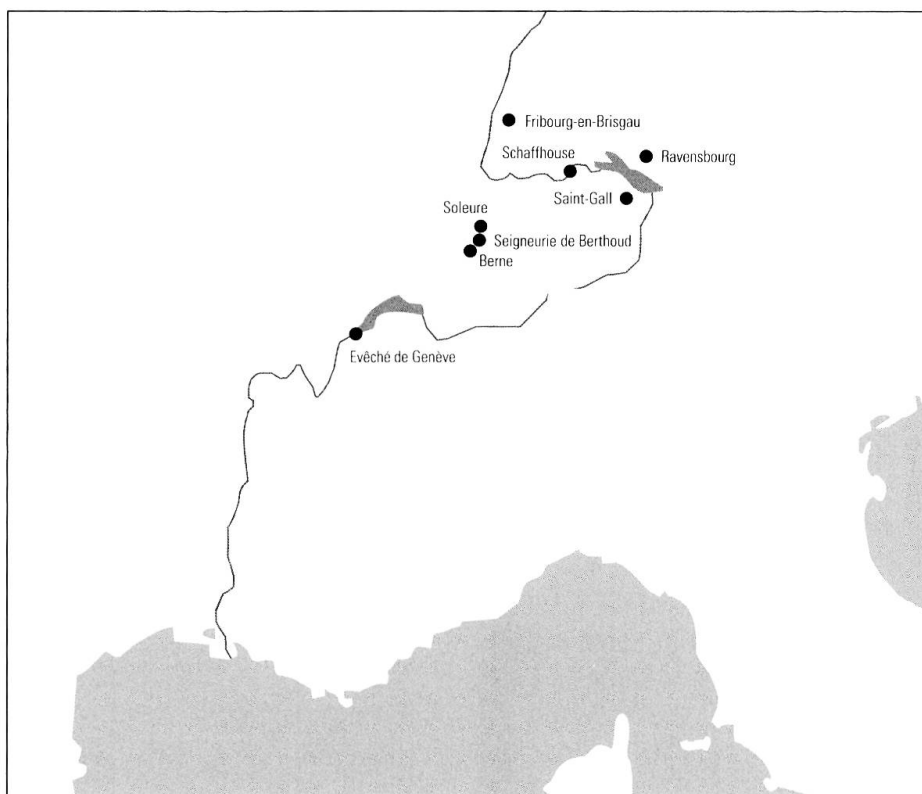 Fribourg-en-Brisgau
Schaffhouse
Ravensbourg
Saint-Gall
Soleure
Seigneurie de Berthoud
Berne
Evêché de Genève